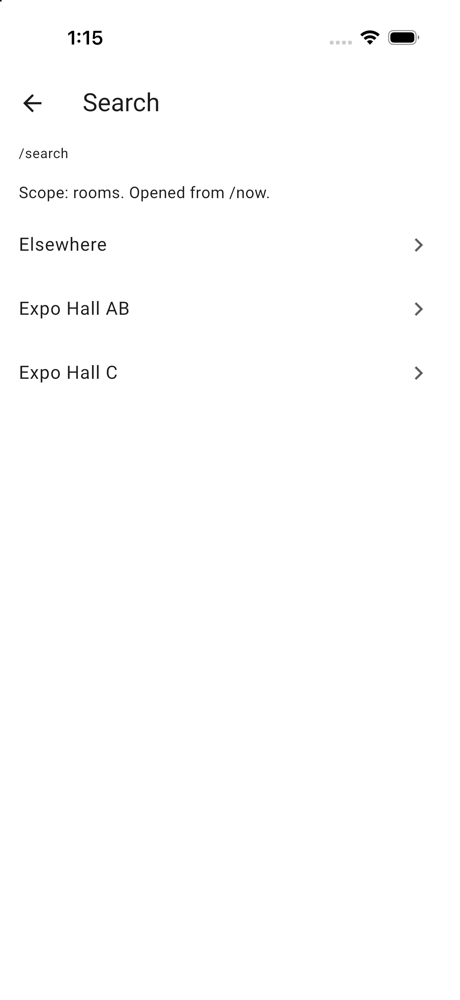 1:15
Search
/search
Scope: rooms. Opened from /now.
Elsewhere
Expo Hall AB
Expo Hall C